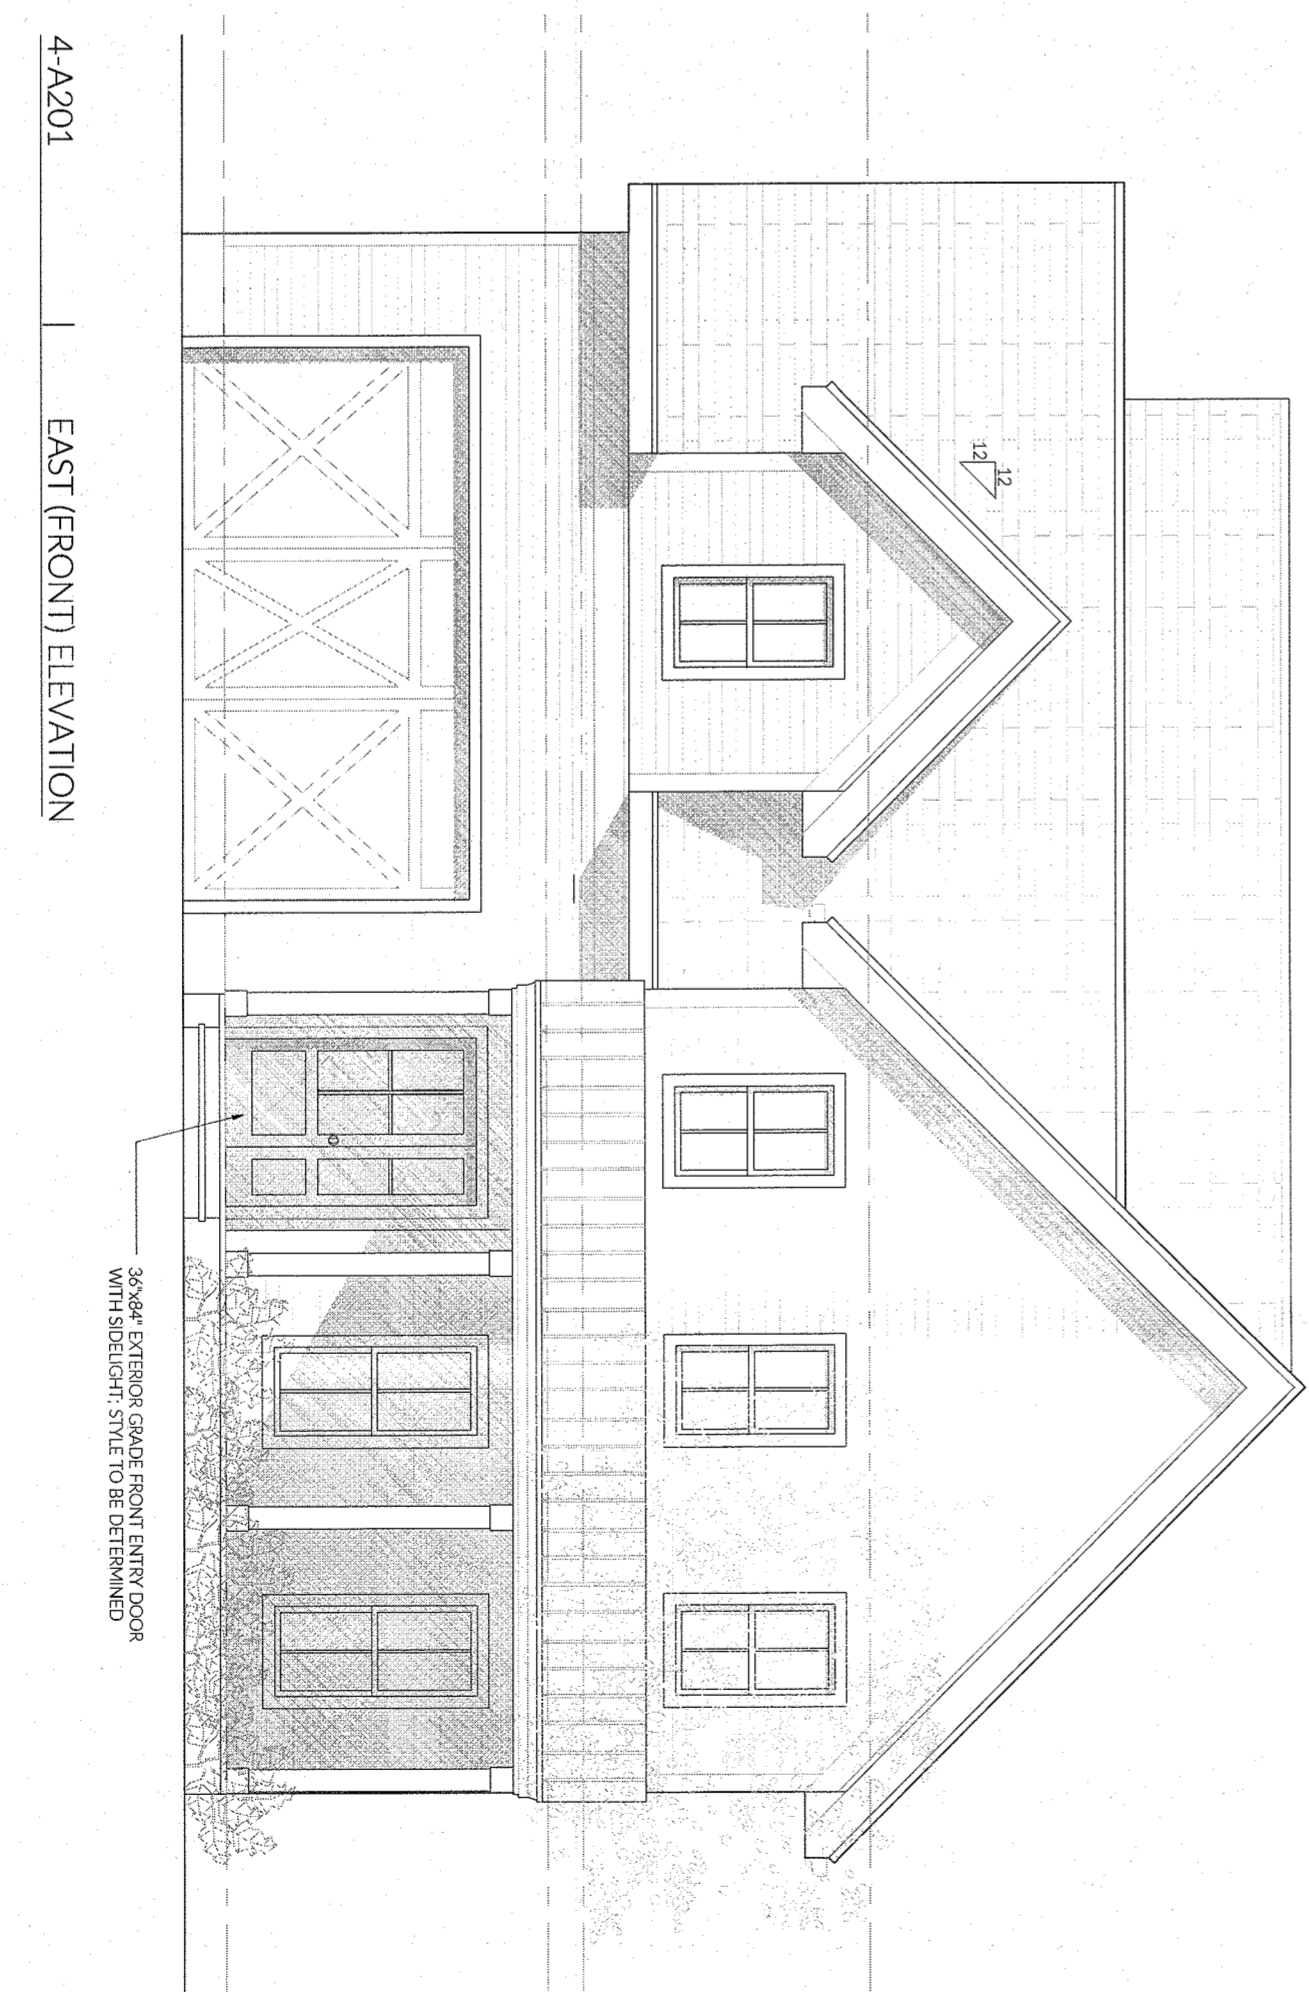 12
12
36"x84" EXTERIOR GRADE FRONT ENTRY DOOR
WITH SIDELIGHT; STYLE TO BE DETERMINED
4-A201 | EAST (FRONT) ELEVATION